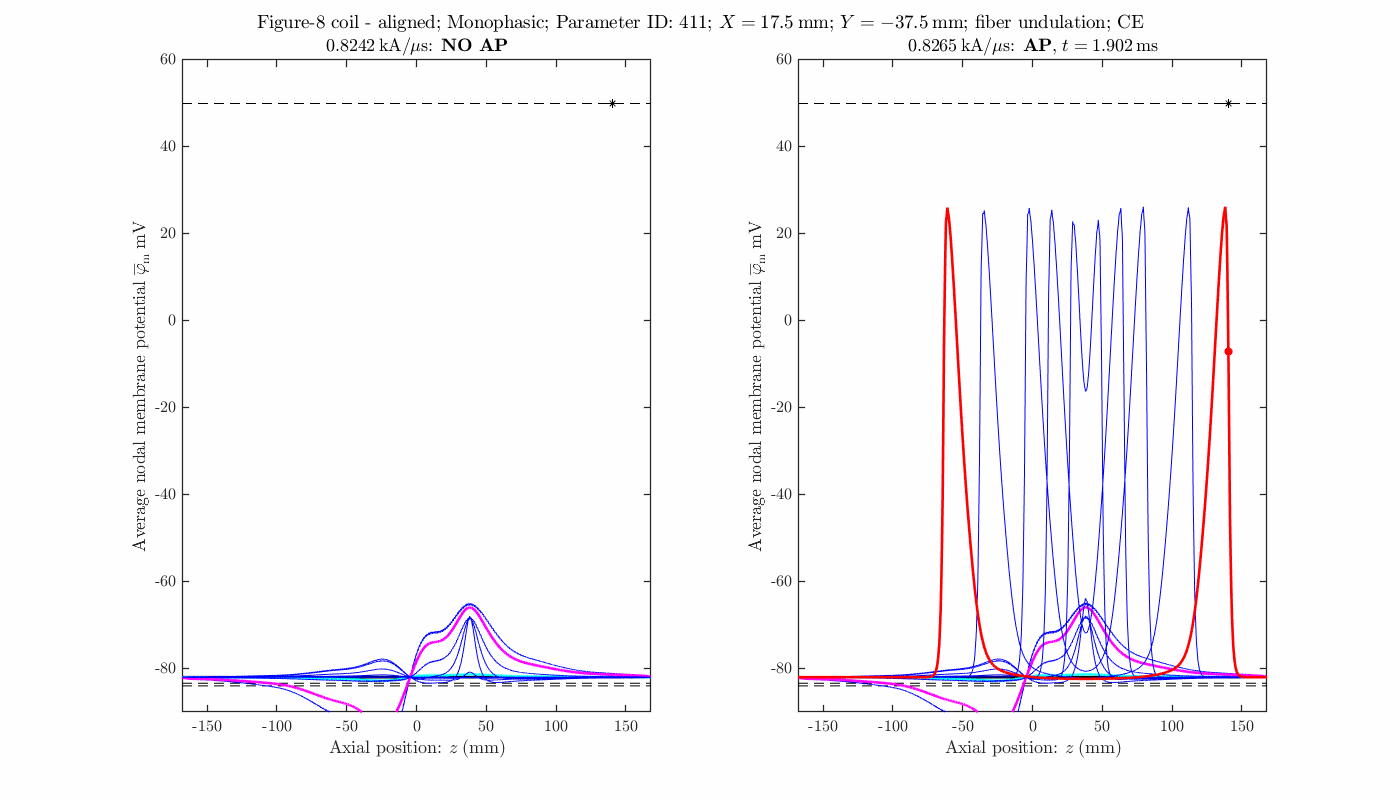 Figure-8 coil - aligned; Monophasic; Parameter ID: 411; X = 17.5 mm; Y = −37.5 mm; fiber undulation; CE
0.8242 kA/μs: NO AP
60
40
20
0
-20
-40
-60
-80
Average nodal membrane potential φ̅m mV
-150 -100 -50 0 50 100 150
Axial position: z (mm)
0.8265 kA/μs: AP, t = 1.902 ms
60
40
20
0
-20
-40
-60
-80
Average nodal membrane potential φ̅m mV
-150 -100 -50 0 50 100 150
Axial position: z (mm)